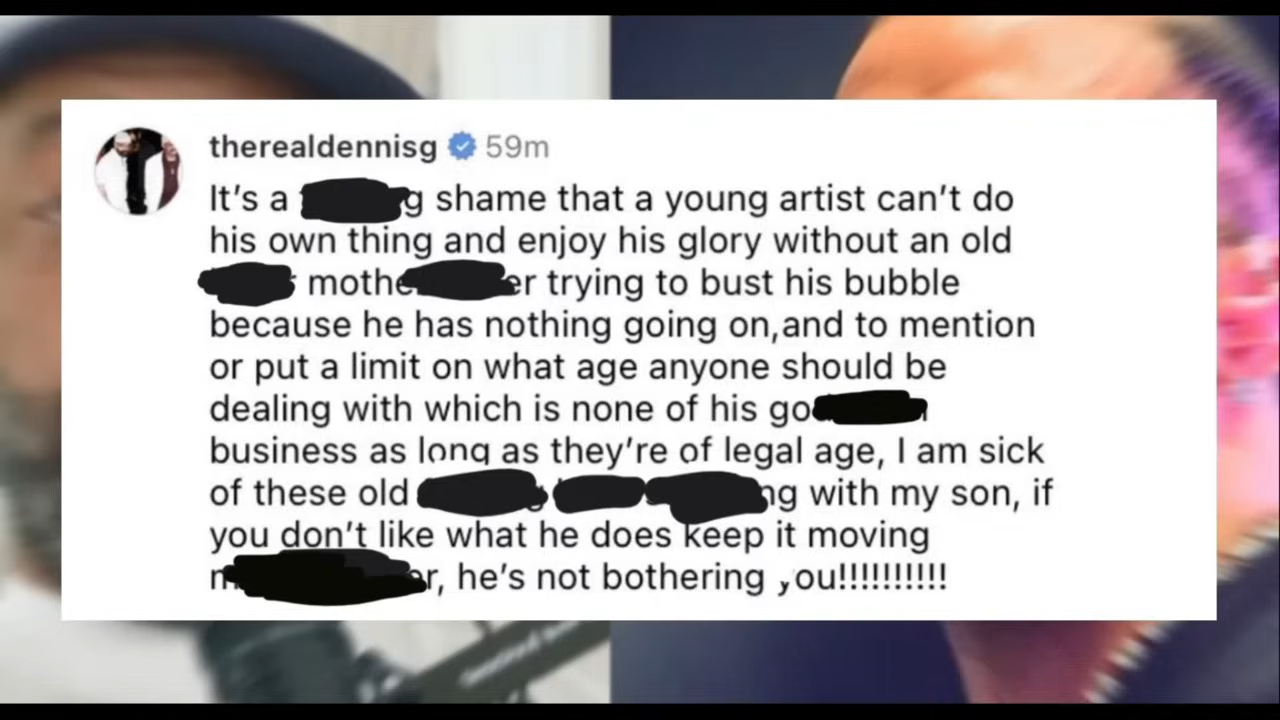 therealdennisg 59m
It's a g shame that a young artist can't do
his own thing and enjoy his glory without an old
mothe er trying to bust his bubble
because he has nothing going on,and to mention
or put a limit on what age anyone should be
dealing with which is none of his go
business as long as they're of legal age, I am sick
of these old ng with my son, if
you don't like what he does keep it moving
m r, he's not bothering you!!!!!!!!!!